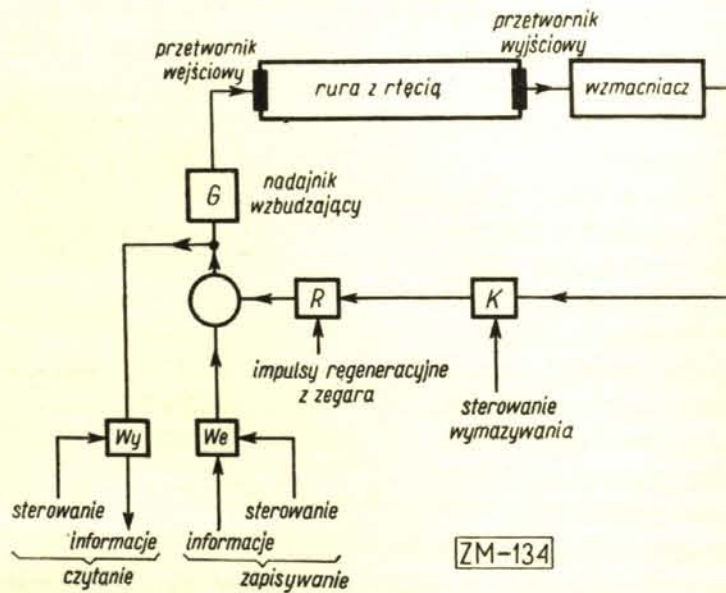 przetwornik
wejściowy
przetwornik
wyjściowy
rura z rtęcią
wzmacniacz
G
nadajnik
wzbudzający
R
K
impulsy regeneracyjne
z zegara
sterowanie
wymazywania
Wy
We
sterowanie
sterowanie
informacje
informacje
czytanie
zapisywanie
ZM-134